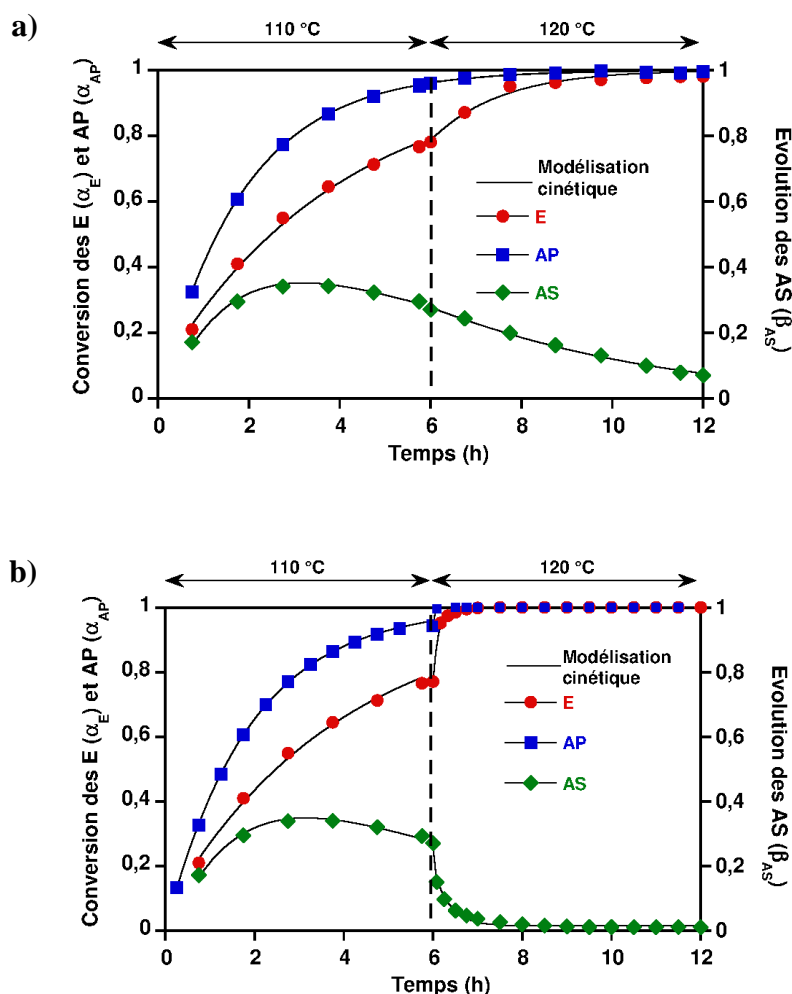 a)
110 °C
120 °C
Conversion des E (α_E) et AP (α_AP)
1
0,8
0,6
0,4
0,2
0
Modélisation
cinétique
E
AP
AS
1
0,8
0,6
0,4
0,2
0
Evolution des AS (β_AS)
0 2 4 6 8 10 12
Temps (h)
b)
110 °C
120 °C
Conversion des E (α_E) et AP (α_AP)
1
0,8
0,6
0,4
0,2
0
Modélisation
cinétique
E
AP
AS
1
0,8
0,6
0,4
0,2
0
Evolution des AS (β_AS)
0 2 4 6 8 10 12
Temps (h)